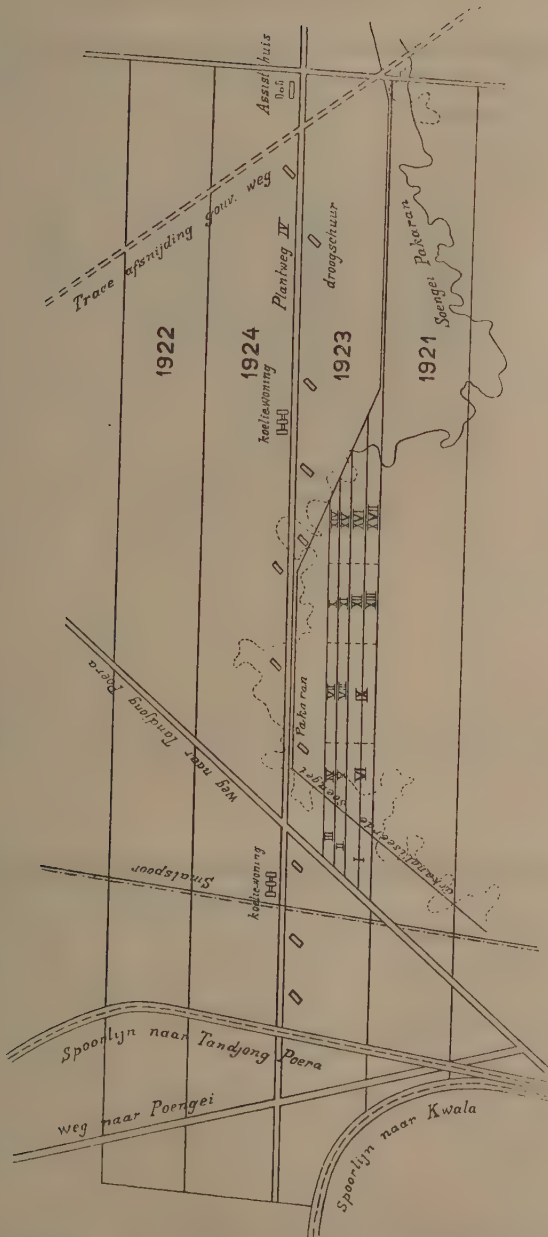 Assist. huis
Trace afsnijding Gouv. weg
Plantweg IV
droogschuur
Soengei Pakaran
1922
1924
1923
1921
koeliewoning
XIV
XV
XVI
XVII
X
XI
XII
XIII
VII
VIII
IX
IV
V
VI
III
II
I
weg naar Tandjong Poera
Soengei Pakaran
Smalspoor
koeliewoning
Spoorlijn naar Tandjong Poera
weg naar Poengei
Spoorlijn naar Kwala